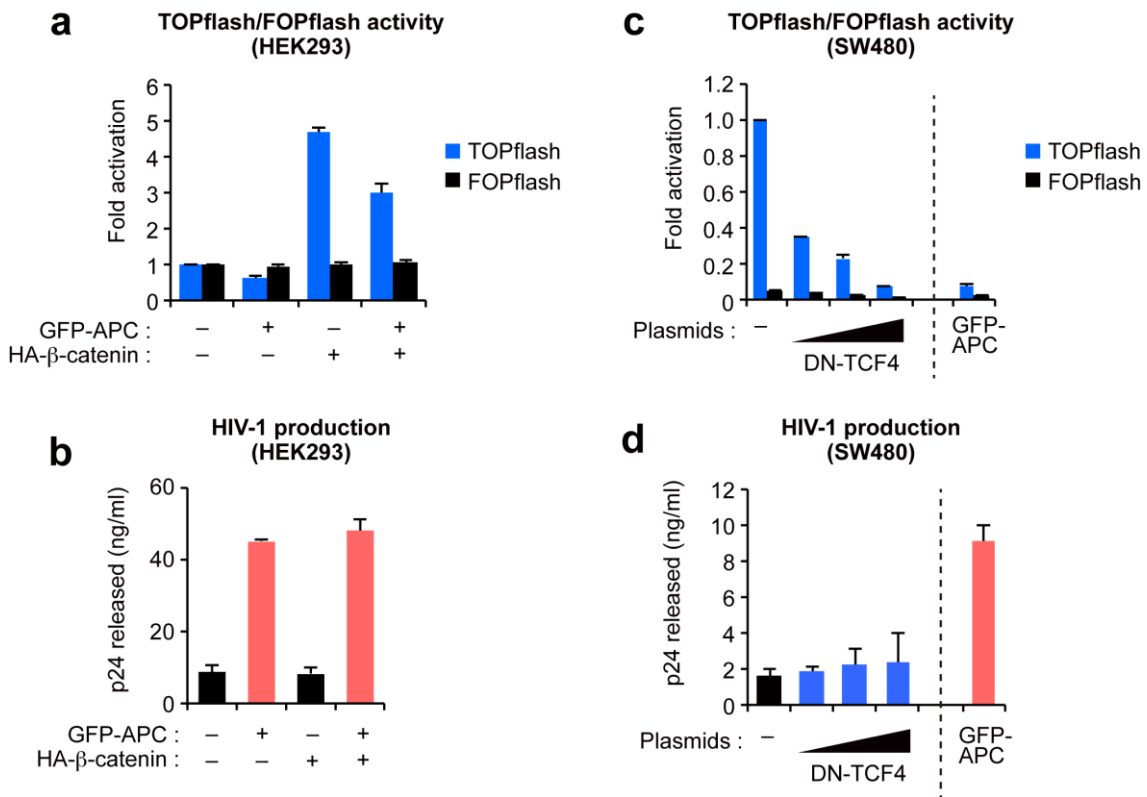 a
TOPflash/FOPflash activity
(HEK293)
Fold activation
6
5
4
3
2
1
0
TOPflash
FOPflash
GFP-APC : – + – +
HA-β-catenin : – – + +
c
TOPflash/FOPflash activity
(SW480)
Fold activation
1.2
1.0
0.8
0.6
0.4
0.2
0
TOPflash
FOPflash
Plasmids : –
DN-TCF4
GFP-
APC
b
HIV-1 production
(HEK293)
p24 released (ng/ml)
60
40
20
0
GFP-APC : – + – +
HA-β-catenin : – – + +
d
HIV-1 production
(SW480)
p24 released (ng/ml)
12
10
8
6
4
2
0
Plasmids : –
DN-TCF4
GFP-
APC